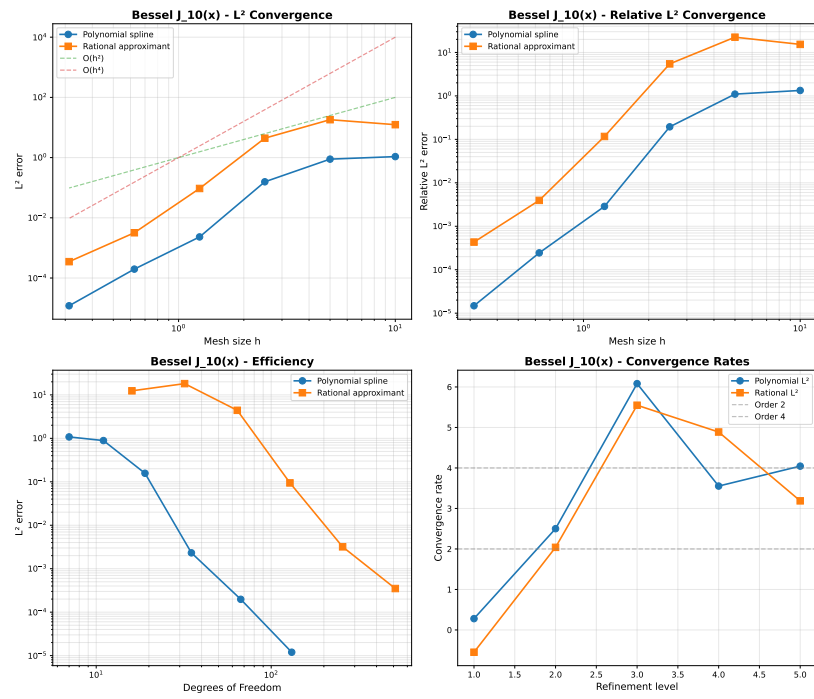 Bessel J_10(x) - L² Convergence
Polynomial spline
Rational approximant
O(h²)
O(h⁴)
10⁴
10²
10⁰
10⁻²
10⁻⁴
L² error
10⁰
10¹
Mesh size h
Bessel J_10(x) - Relative L² Convergence
Polynomial spline
Rational approximant
10¹
10⁰
10⁻¹
10⁻²
10⁻³
10⁻⁴
10⁻⁵
Relative L² error
10⁰
10¹
Mesh size h
Bessel J_10(x) - Efficiency
Polynomial spline
Rational approximant
10¹
10⁰
10⁻¹
10⁻²
10⁻³
10⁻⁴
10⁻⁵
L² error
10¹
10²
Degrees of Freedom
Bessel J_10(x) - Convergence Rates
Polynomial L²
Rational L²
Order 2
Order 4
6
5
4
3
2
1
0
Convergence rate
1.0 1.5 2.0 2.5 3.0 3.5 4.0 4.5 5.0
Refinement level